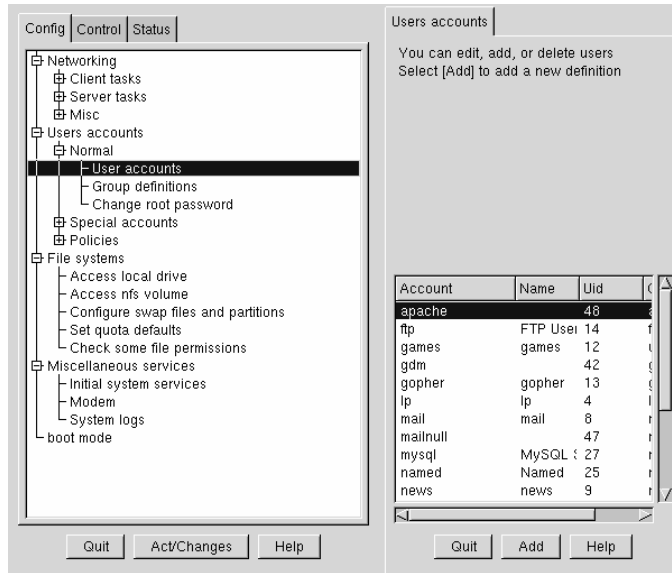 Config Control Status
Networking
Client tasks
Server tasks
Misc
Users accounts
Normal
User accounts
Group definitions
Change root password
Special accounts
Policies
File systems
Access local drive
Access nfs volume
Configure swap files and partitions
Set quota defaults
Check some file permissions
Miscellaneous services
Initial system services
Modem
System logs
boot mode
Quit Act/Changes Help
Users accounts
You can edit, add, or delete users
Select [Add] to add a new definition
Account Name Uid
apache 48
ftp FTP User 14
games games 12
gdm 42
gopher gopher 13
lp lp 4
mail mail 8
mailnull 47
mysql MySQL 27
named Named 25
news news 9
Quit Add Help